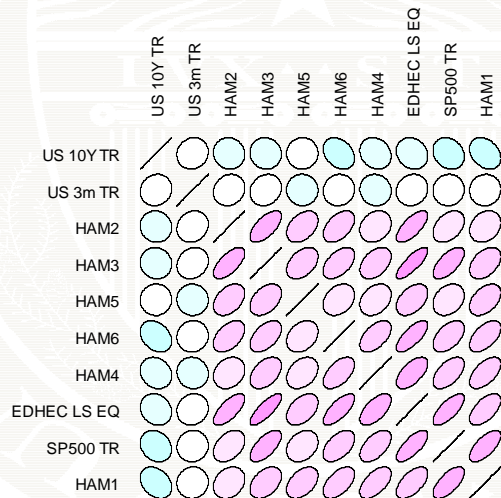 US 10Y TR
US 3m TR
HAM2
HAM3
HAM5
HAM6
HAM4
EDHEC LS EQ
SP500 TR
HAM1
US 10Y TR
US 3m TR
HAM2
HAM3
HAM5
HAM6
HAM4
EDHEC LS EQ
SP500 TR
HAM1